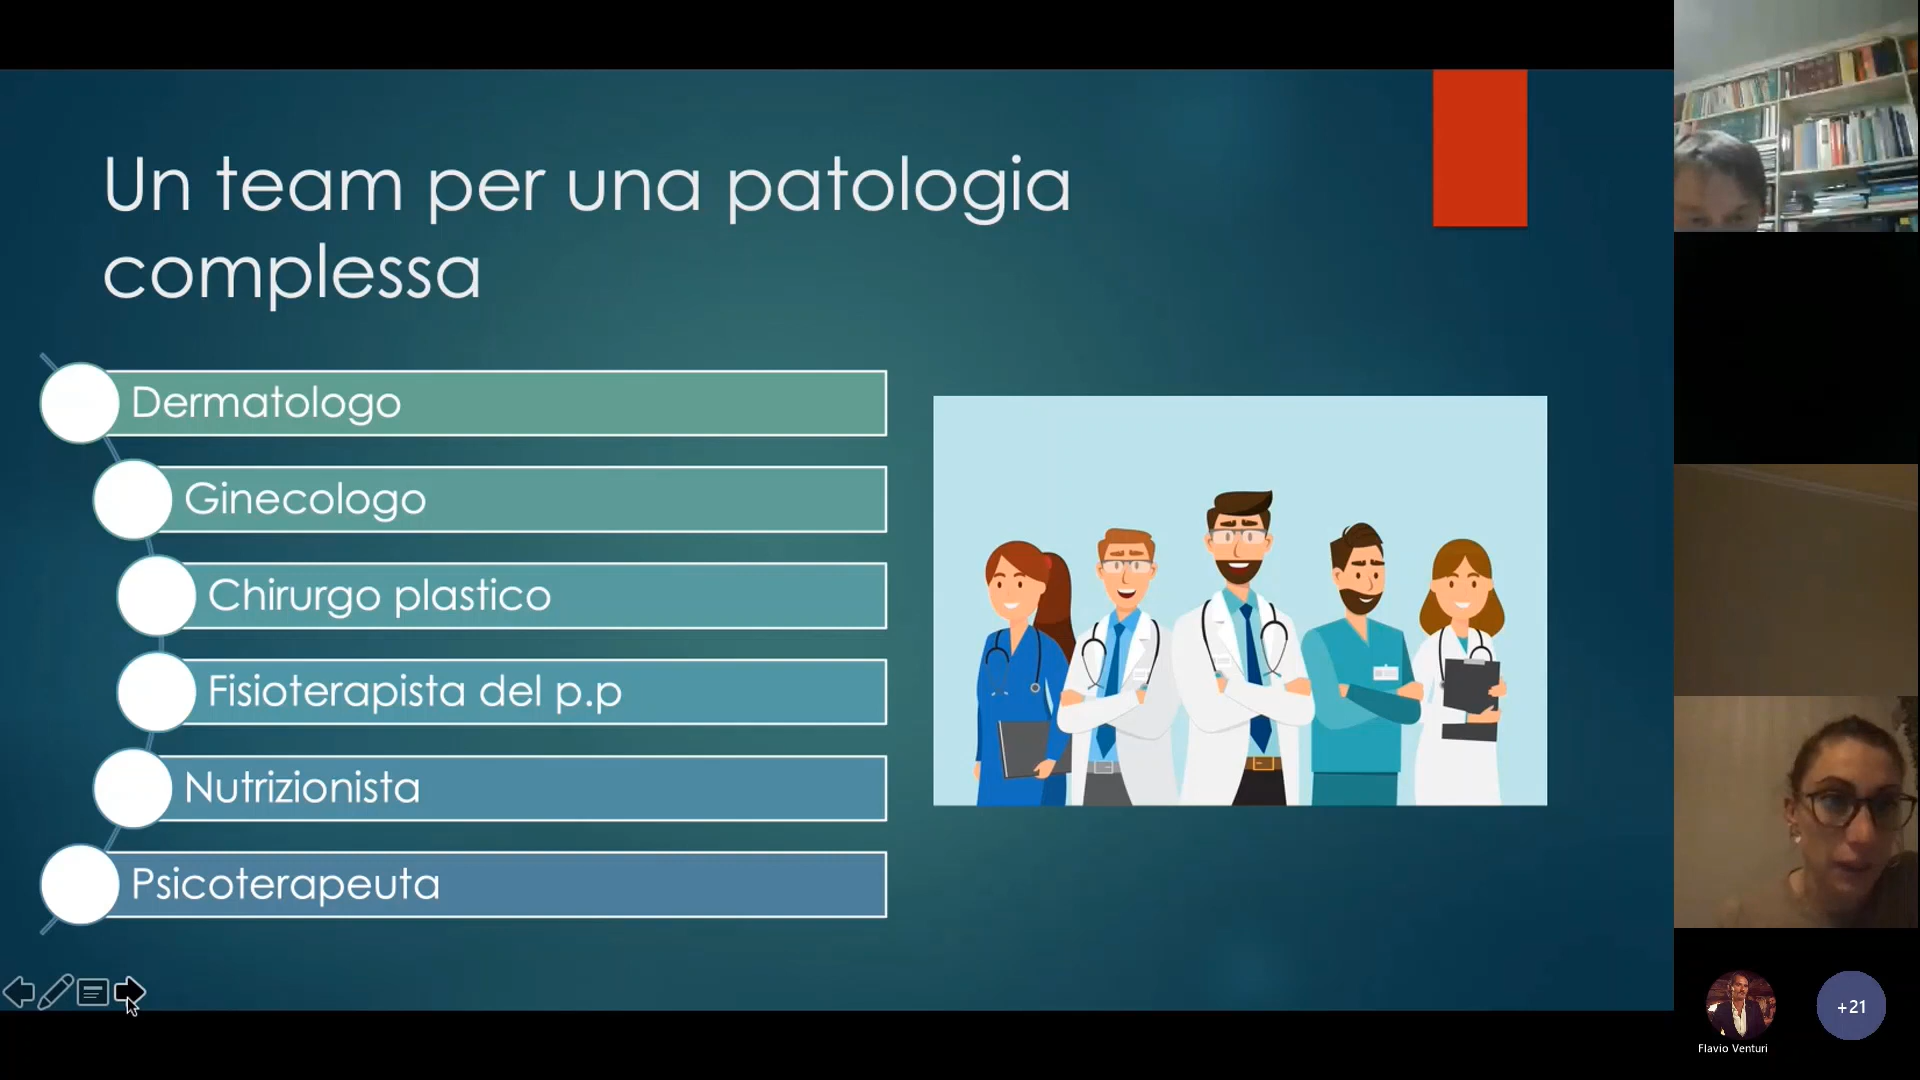 Un team per una patologia
complessa
Dermatologo
Ginecologo
Chirurgo plastico
Fisioterapista del p.p
Nutrizionista
Psicoterapeuta
+21
Flavio Venturi